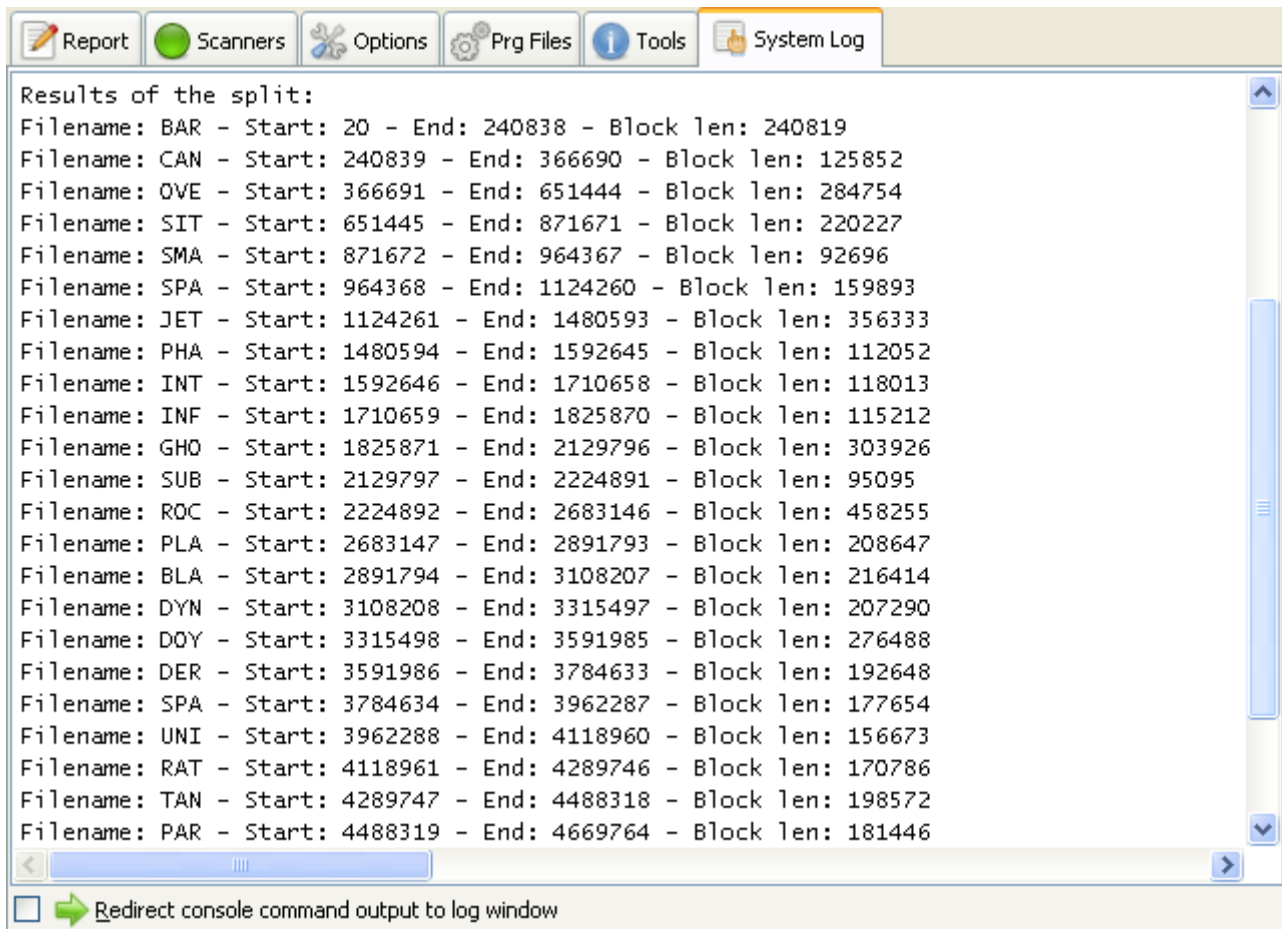 Report Scanners Options Prg Files Tools System Log
Results of the split:
Filename: BAR - Start: 20 - End: 240838 - Block len: 240819
Filename: CAN - Start: 240839 - End: 366690 - Block len: 125852
Filename: OVE - Start: 366691 - End: 651444 - Block len: 284754
Filename: SIT - Start: 651445 - End: 871671 - Block len: 220227
Filename: SMA - Start: 871672 - End: 964367 - Block len: 92696
Filename: SPA - Start: 964368 - End: 1124260 - Block len: 159893
Filename: JET - Start: 1124261 - End: 1480593 - Block len: 356333
Filename: PHA - Start: 1480594 - End: 1592645 - Block len: 112052
Filename: INT - Start: 1592646 - End: 1710658 - Block len: 118013
Filename: INF - Start: 1710659 - End: 1825870 - Block len: 115212
Filename: GHO - Start: 1825871 - End: 2129796 - Block len: 303926
Filename: SUB - Start: 2129797 - End: 2224891 - Block len: 95095
Filename: ROC - Start: 2224892 - End: 2683146 - Block len: 458255
Filename: PLA - Start: 2683147 - End: 2891793 - Block len: 208647
Filename: BLA - Start: 2891794 - End: 3108207 - Block len: 216414
Filename: DYN - Start: 3108208 - End: 3315497 - Block len: 207290
Filename: DOY - Start: 3315498 - End: 3591985 - Block len: 276488
Filename: DER - Start: 3591986 - End: 3784633 - Block len: 192648
Filename: SPA - Start: 3784634 - End: 3962287 - Block len: 177654
Filename: UNI - Start: 3962288 - End: 4118960 - Block len: 156673
Filename: RAT - Start: 4118961 - End: 4289746 - Block len: 170786
Filename: TAN - Start: 4289747 - End: 4488318 - Block len: 198572
Filename: PAR - Start: 4488319 - End: 4669764 - Block len: 181446
Redirect console command output to log window